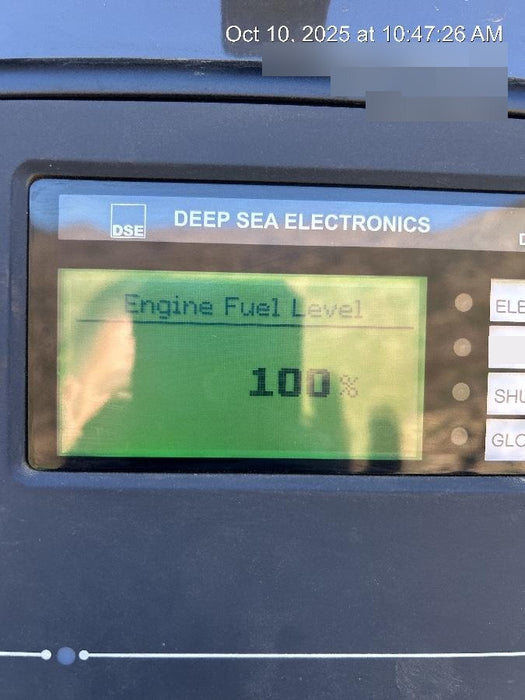 Oct 10, 2025 at 10:47:26 AM
DSE DEEP SEA ELECTRONICS
Engine Fuel Level
100%